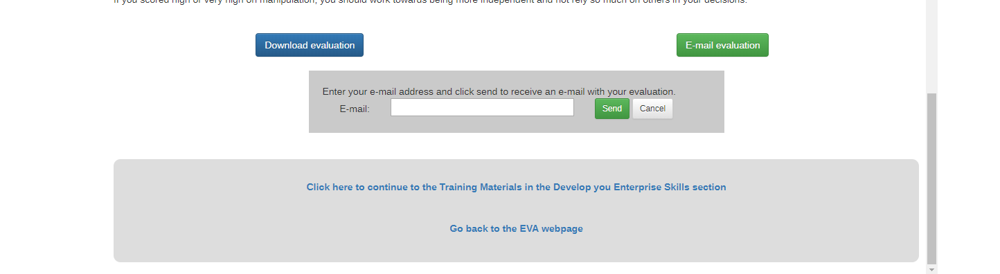 If you scored high or very high on manipulation, you should work towards being more independent and not rely so much on others in your decisions.
Download evaluation
E-mail evaluation
Enter your e-mail address and click send to receive an e-mail with your evaluation.
E-mail:
Send
Cancel
Click here to continue to the Training Materials in the Develop you Enterprise Skills section
Go back to the EVA webpage